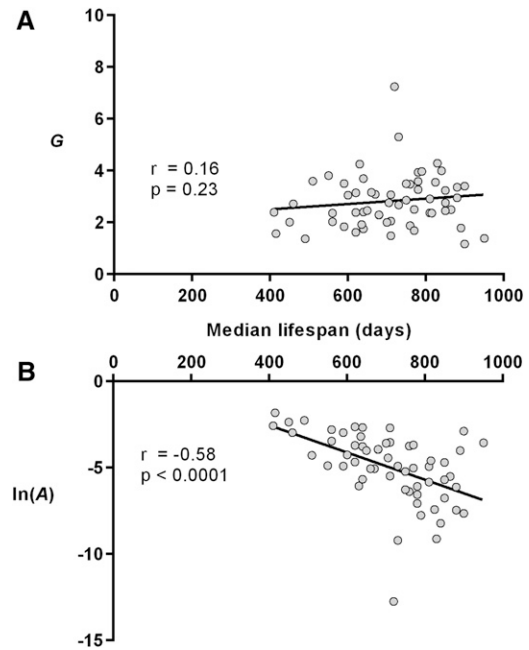 A
10
8
6
G
4
r = 0.16
p = 0.23
2
0
0 200 400 600 800 1000
Median lifespan (days)
B
0 200 400 600 800 1000
0
r = -0.58
p < 0.0001
-5
ln(A)
-10
-15